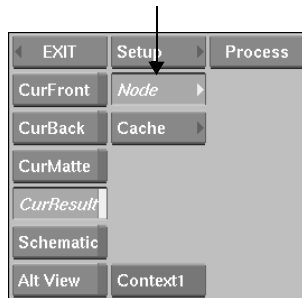 EXIT Setup Process
CurFront Node
CurBack Cache
CurMatte
CurResult
Schematic
Alt View Context1